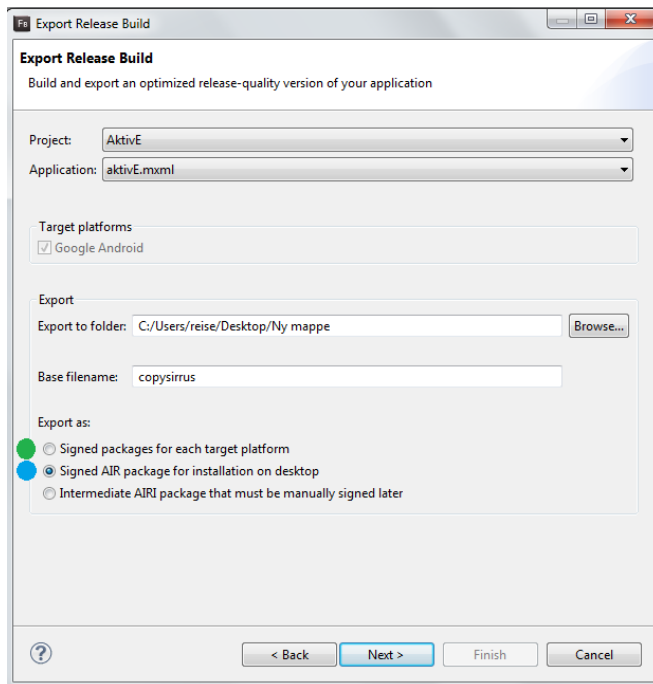 FB Export Release Build
Export Release Build
Build and export an optimized release-quality version of your application
Project: AktivE
Application: aktivE.mxml
Target platforms
Google Android
Export
Export to folder: C:/Users/reise/Desktop/Ny mappe Browse...
Base filename: copysirrus
Export as:
Signed packages for each target platform
Signed AIR package for installation on desktop
Intermediate AIRI package that must be manually signed later
? < Back Next > Finish Cancel